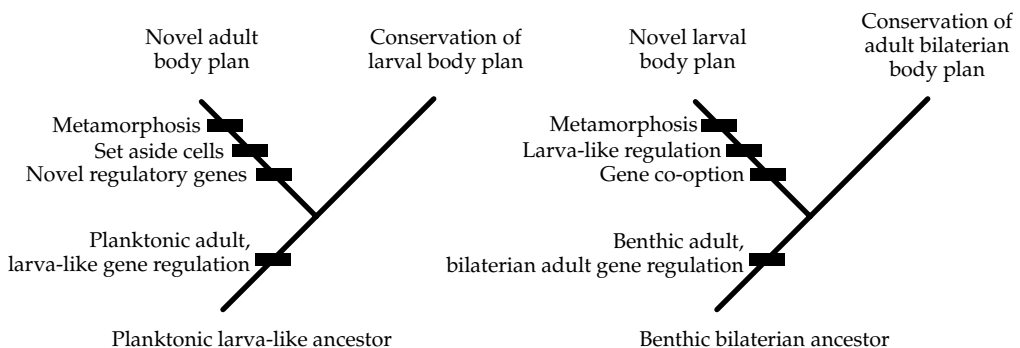 Novel adult
body plan
Conservation of
larval body plan
Metamorphosis
Set aside cells
Novel regulatory genes
Planktonic adult,
larva-like gene regulation
Planktonic larva-like ancestor
Novel larval
body plan
Conservation of
adult bilaterian
body plan
Metamorphosis
Larva-like regulation
Gene co-option
Benthic adult,
bilaterian adult gene regulation
Benthic bilaterian ancestor